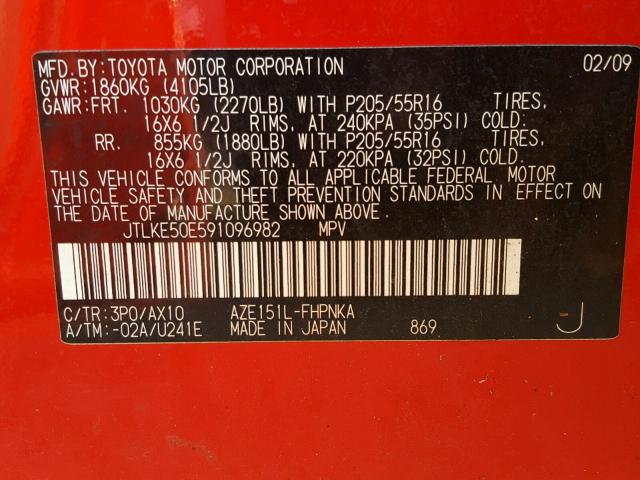 MFD.BY:TOYOTA MOTOR CORPORATION 02/09
GVWR:1860KG (4105LB)
GAWR:FRT. 1030KG (2270LB) WITH P205/55R16 TIRES,
16X6 1/2J RIMS, AT 240KPA (35PSI) COLD.
RR. 855KG (1880LB) WITH P205/55R16 TIRES,
16X6 1/2J RIMS, AT 220KPA (32PSI) COLD.
THIS VEHICLE CONFORMS TO ALL APPLICABLE FEDERAL MOTOR
VEHICLE SAFETY AND THEFT PREVENTION STANDARDS IN EFFECT ON
THE DATE OF MANUFACTURE SHOWN ABOVE.
JTLKE50E591096982 MPV
C/TR:3P0/AX10 AZE151L-FHPNKA
A/TM:-02A/U241E MADE IN JAPAN 869 J